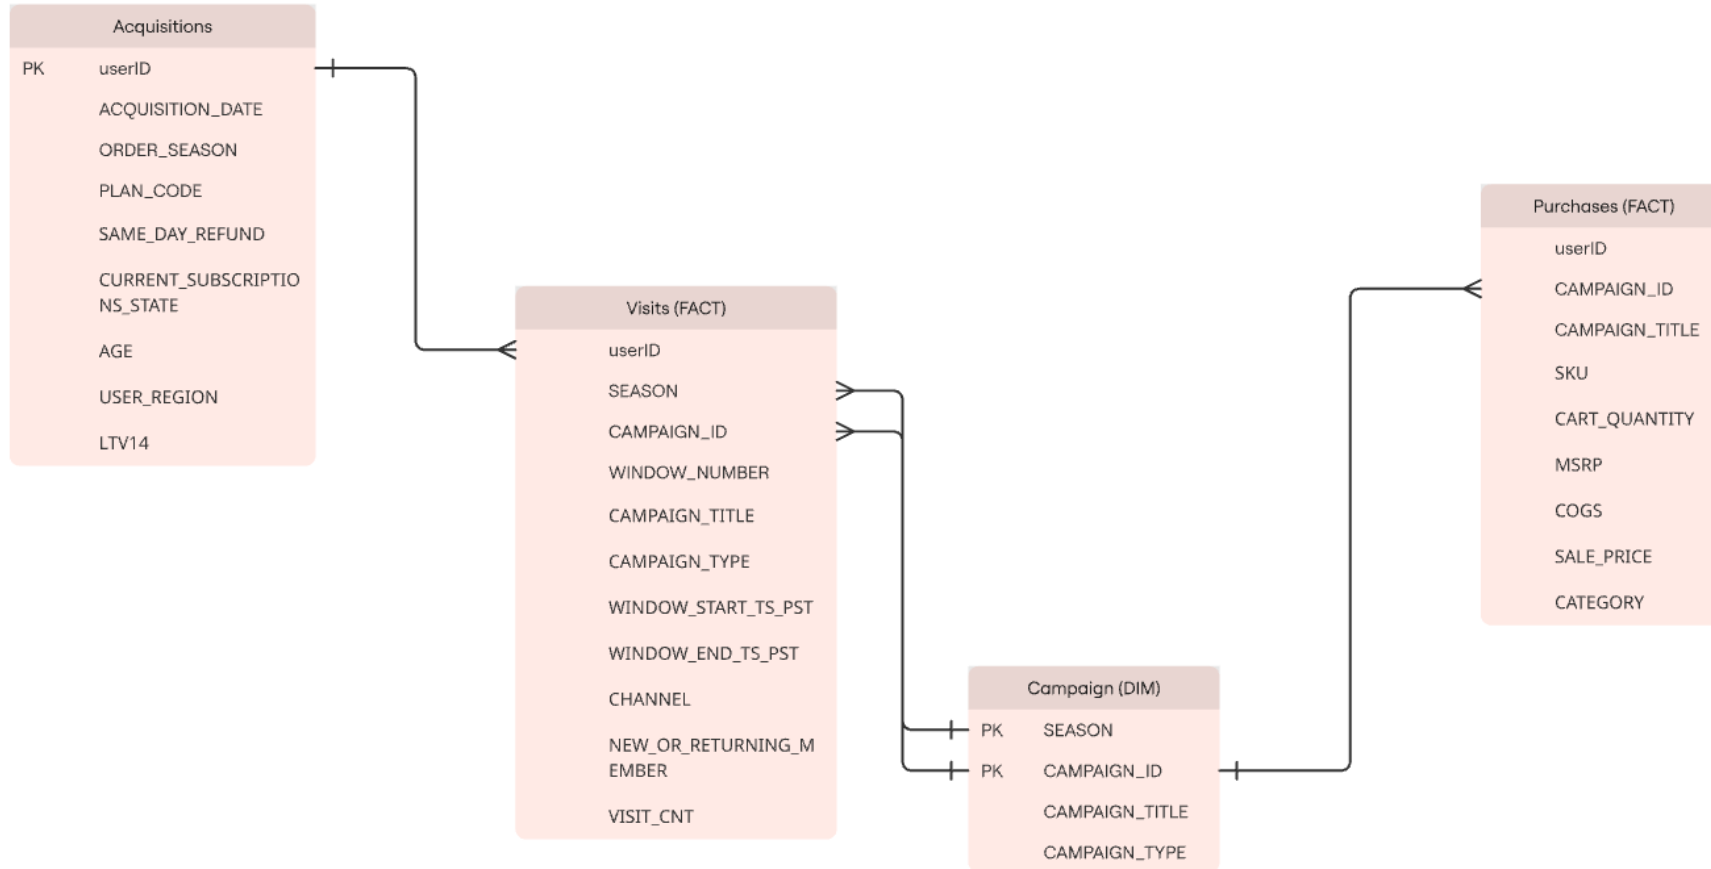 Acquisitions
PK userID
ACQUISITION_DATE
ORDER_SEASON
PLAN_CODE
SAME_DAY_REFUND
CURRENT_SUBSCRIPTIO
NS_STATE
AGE
USER_REGION
LTV14
Visits (FACT)
userID
SEASON
CAMPAIGN_ID
WINDOW_NUMBER
CAMPAIGN_TITLE
CAMPAIGN_TYPE
WINDOW_START_TS_PST
WINDOW_END_TS_PST
CHANNEL
NEW_OR_RETURNING_M
EMBER
VISIT_CNT
Campaign (DIM)
PK SEASON
PK CAMPAIGN_ID
CAMPAIGN_TITLE
CAMPAIGN_TYPE
Purchases (FACT)
userID
CAMPAIGN_ID
CAMPAIGN_TITLE
SKU
CART_QUANTITY
MSRP
COGS
SALE_PRICE
CATEGORY